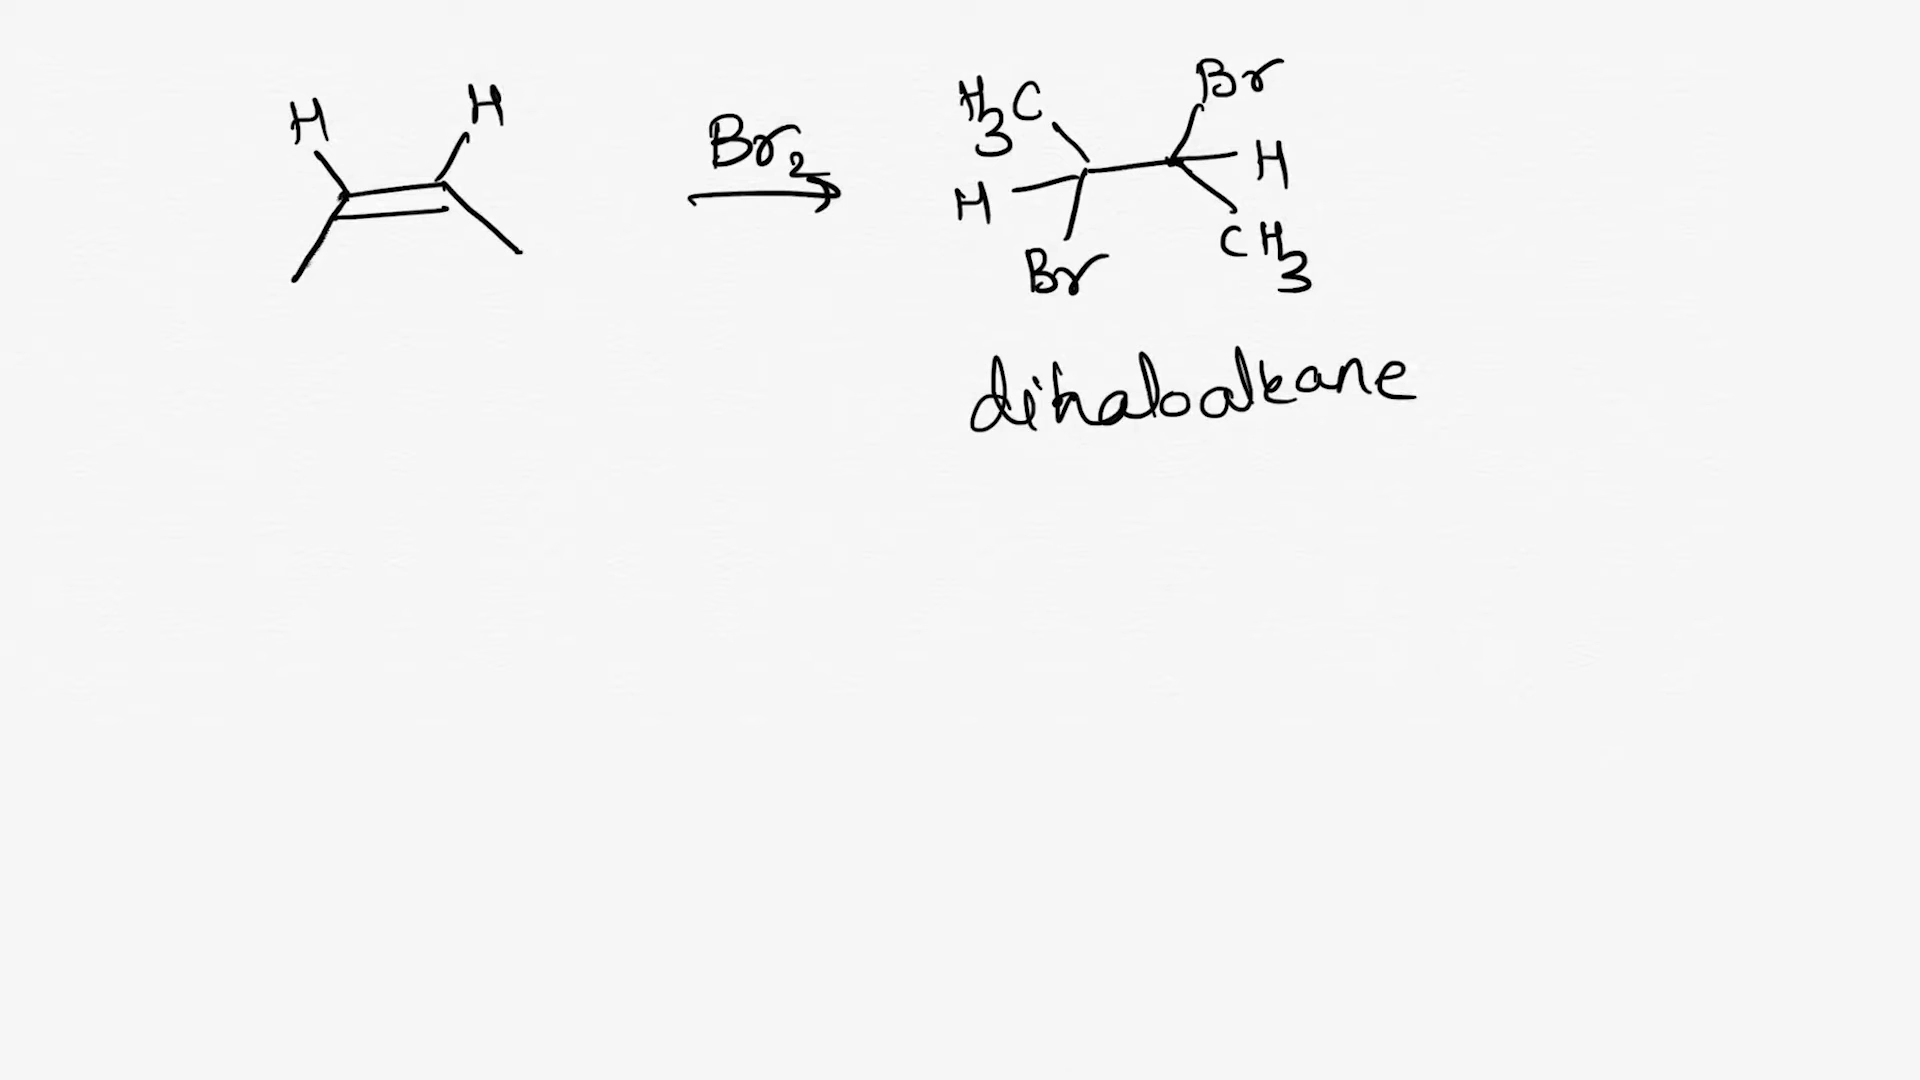 H H
Br₂
H₃C Br
H H
Br CH₃
dihaloalkane